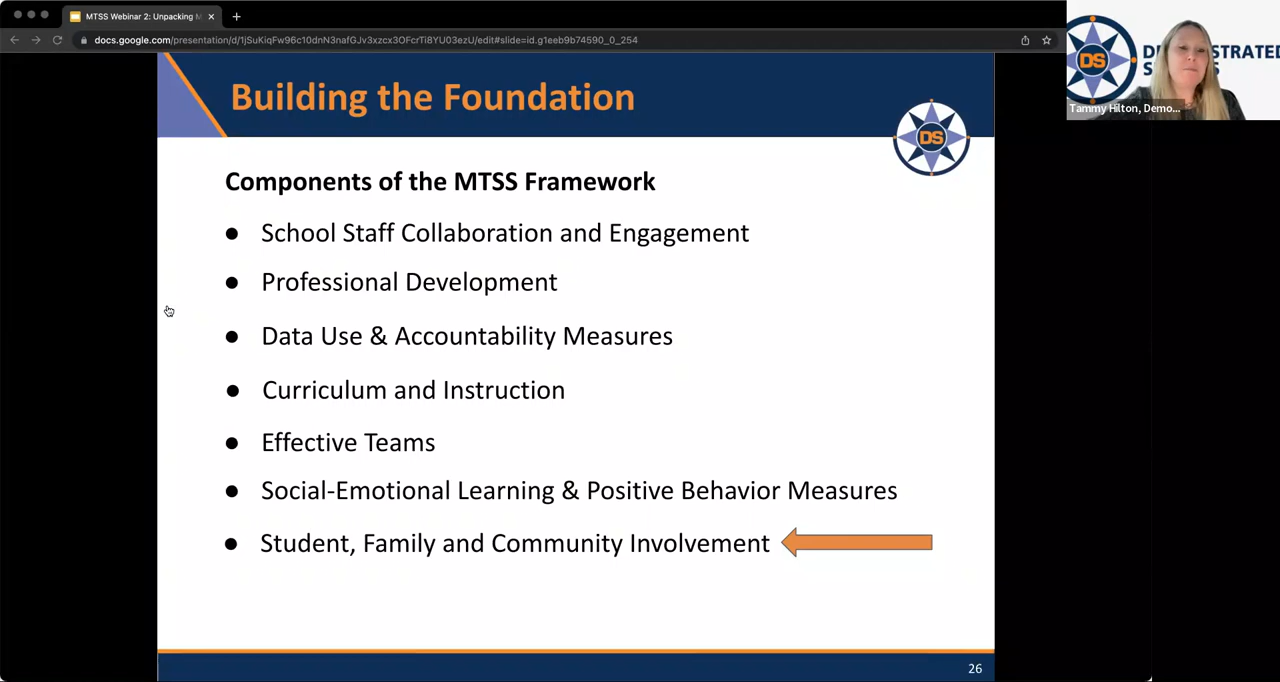 MTSS Webinar 2: Unpacking M
docs.google.com/presentation/d/1jSuKiqFw96c10dnN3nafGJv3xzcx3OFcrTi8YU03ezU/edit#slide=id.g1eeb9b74590_0_254
DS
Tammy Hilton, Demo...
Building the Foundation
DS
Components of the MTSS Framework
● School Staff Collaboration and Engagement
● Professional Development
● Data Use & Accountability Measures
● Curriculum and Instruction
● Effective Teams
● Social-Emotional Learning & Positive Behavior Measures
● Student, Family and Community Involvement
26